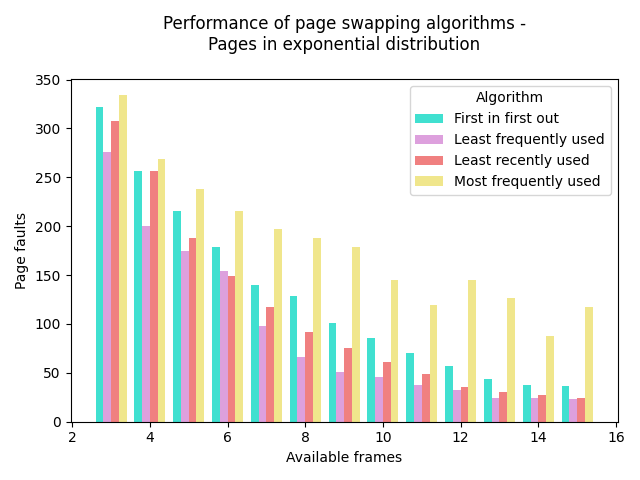 Performance of page swapping algorithms -
Pages in exponential distribution
Algorithm
First in first out
Least frequently used
Least recently used
Most frequently used
Page faults
350
300
250
200
150
100
50
0
2 4 6 8 10 12 14 16
Available frames